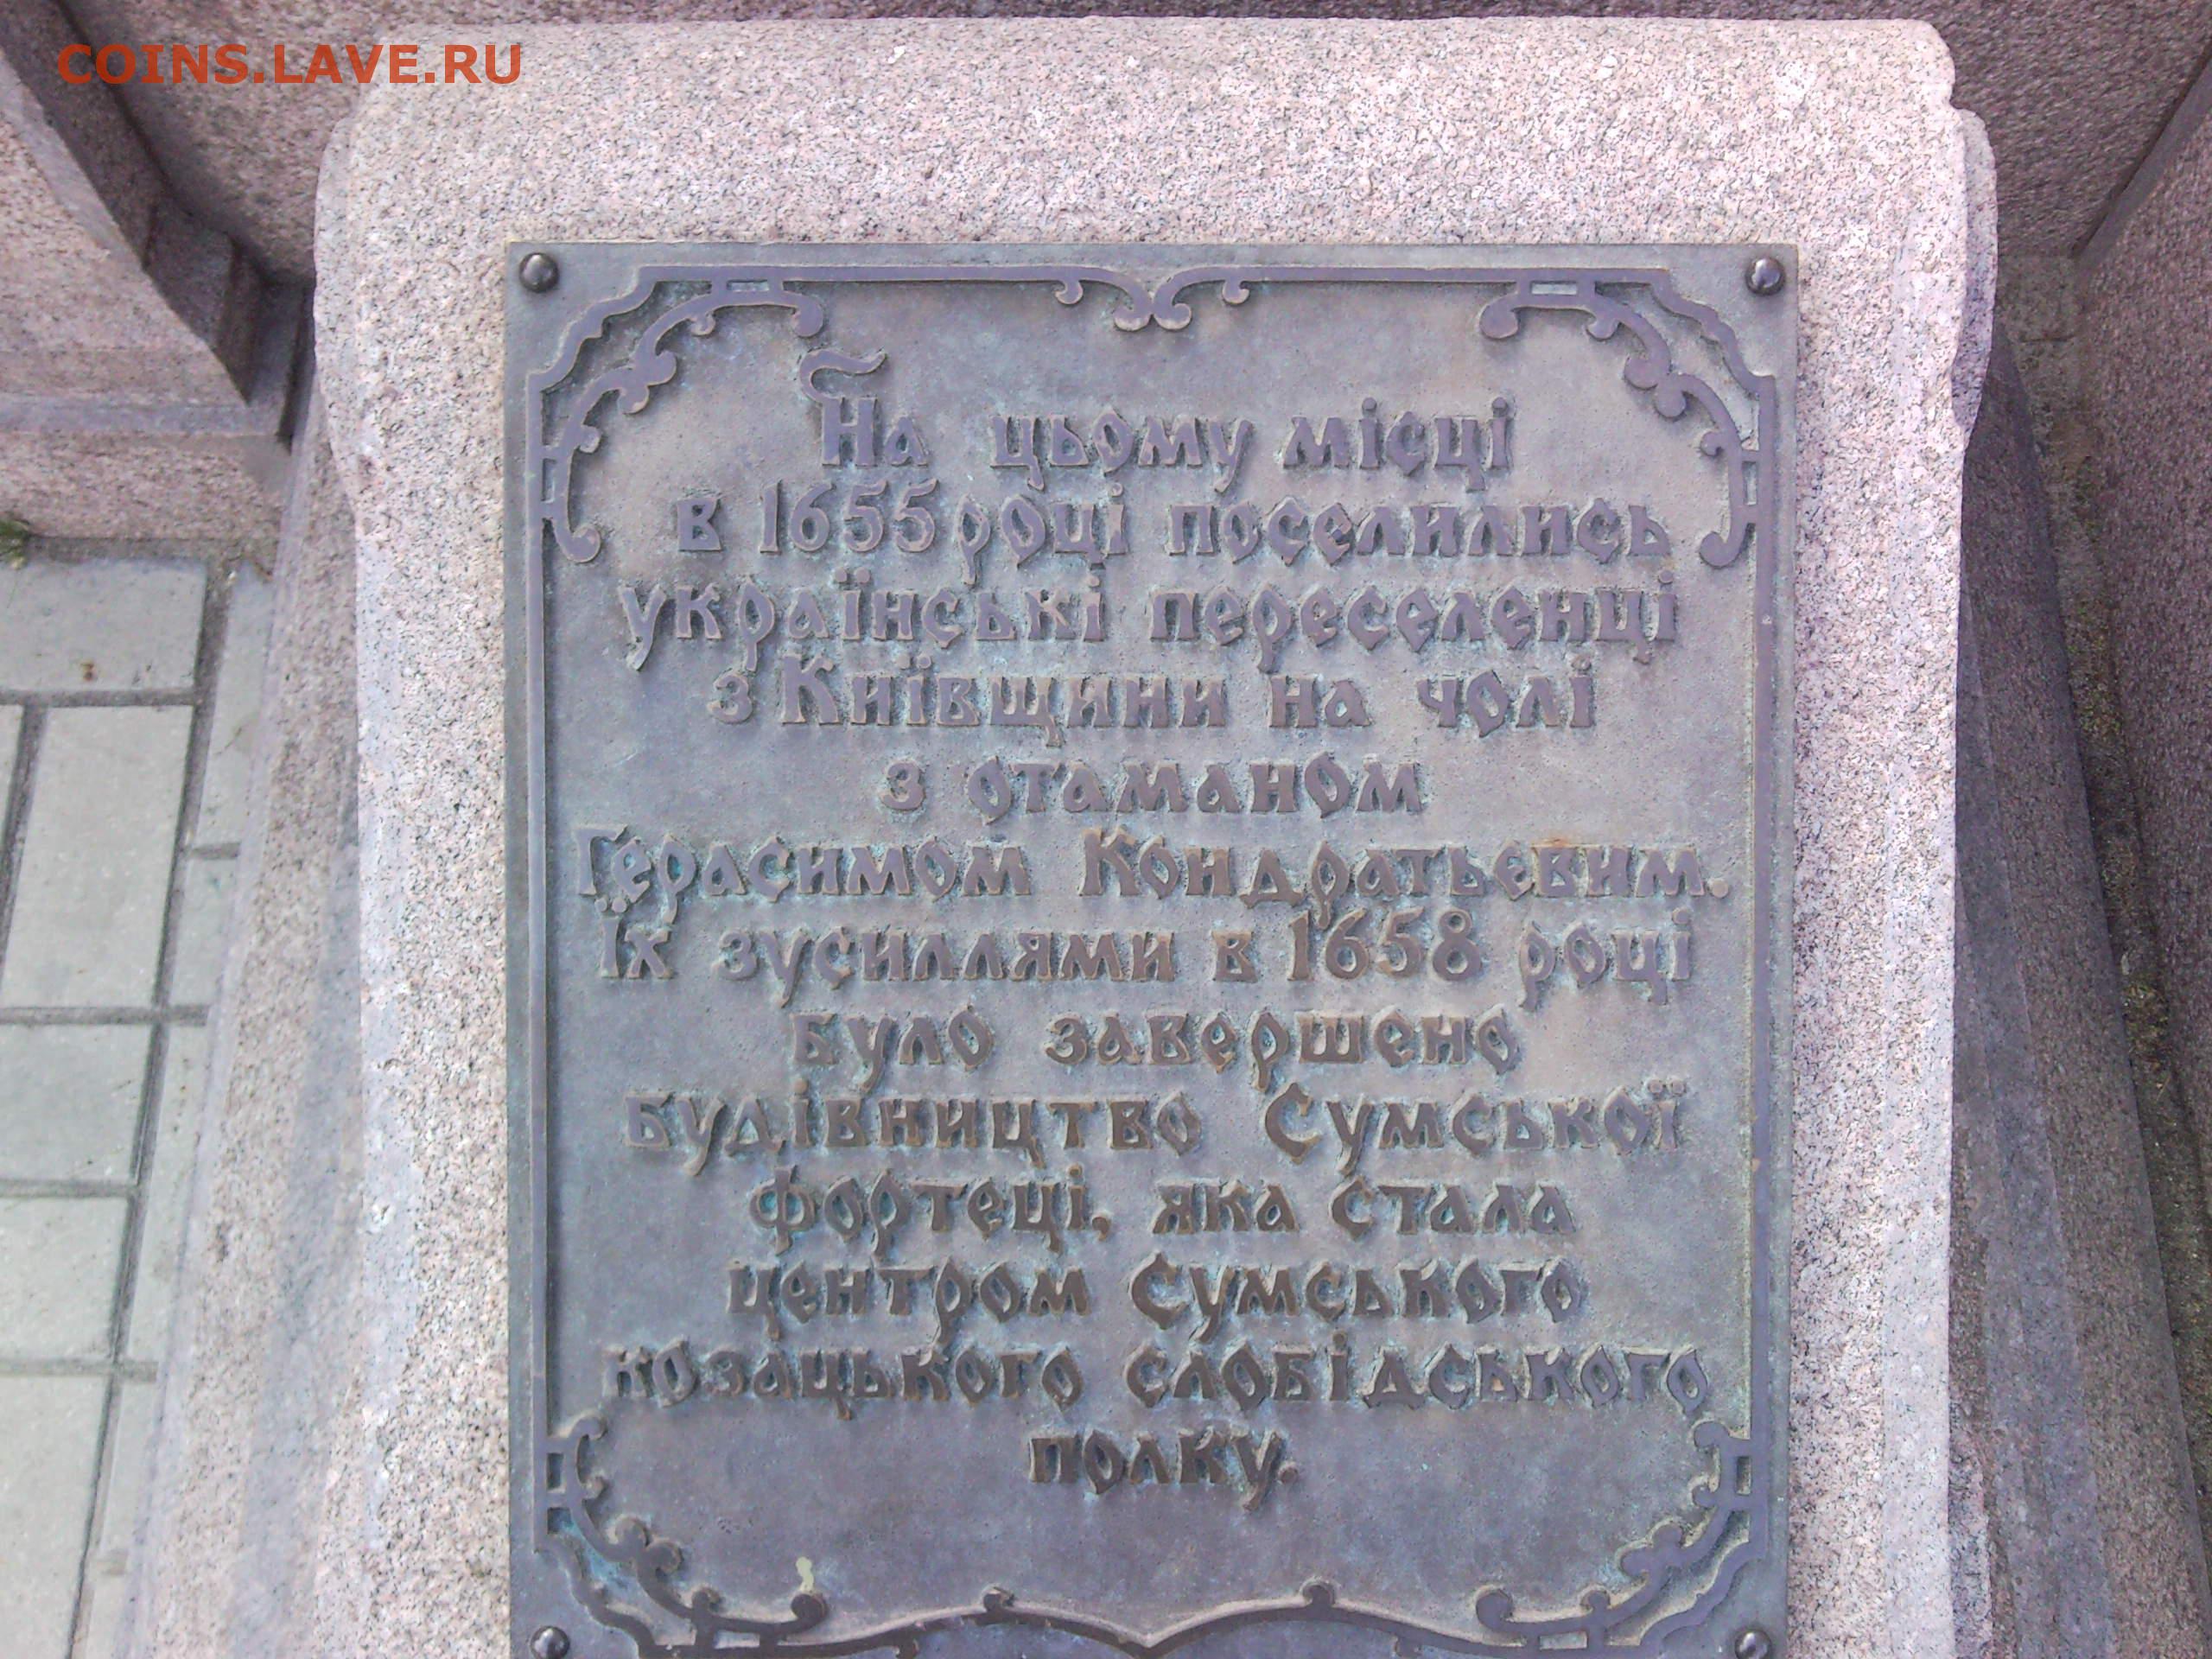 COINS.LAVE.RU
На цьому місці
в 1655 році поселились
українські переселенці
з Київщини на чолі
з отаманом
Герасимом Кондратьєвим.
Їх зусиллями в 1658 році
було завершено
будівництво Сумської
фортеці, яка стала
центром Сумського
козацького слобідського
полку.